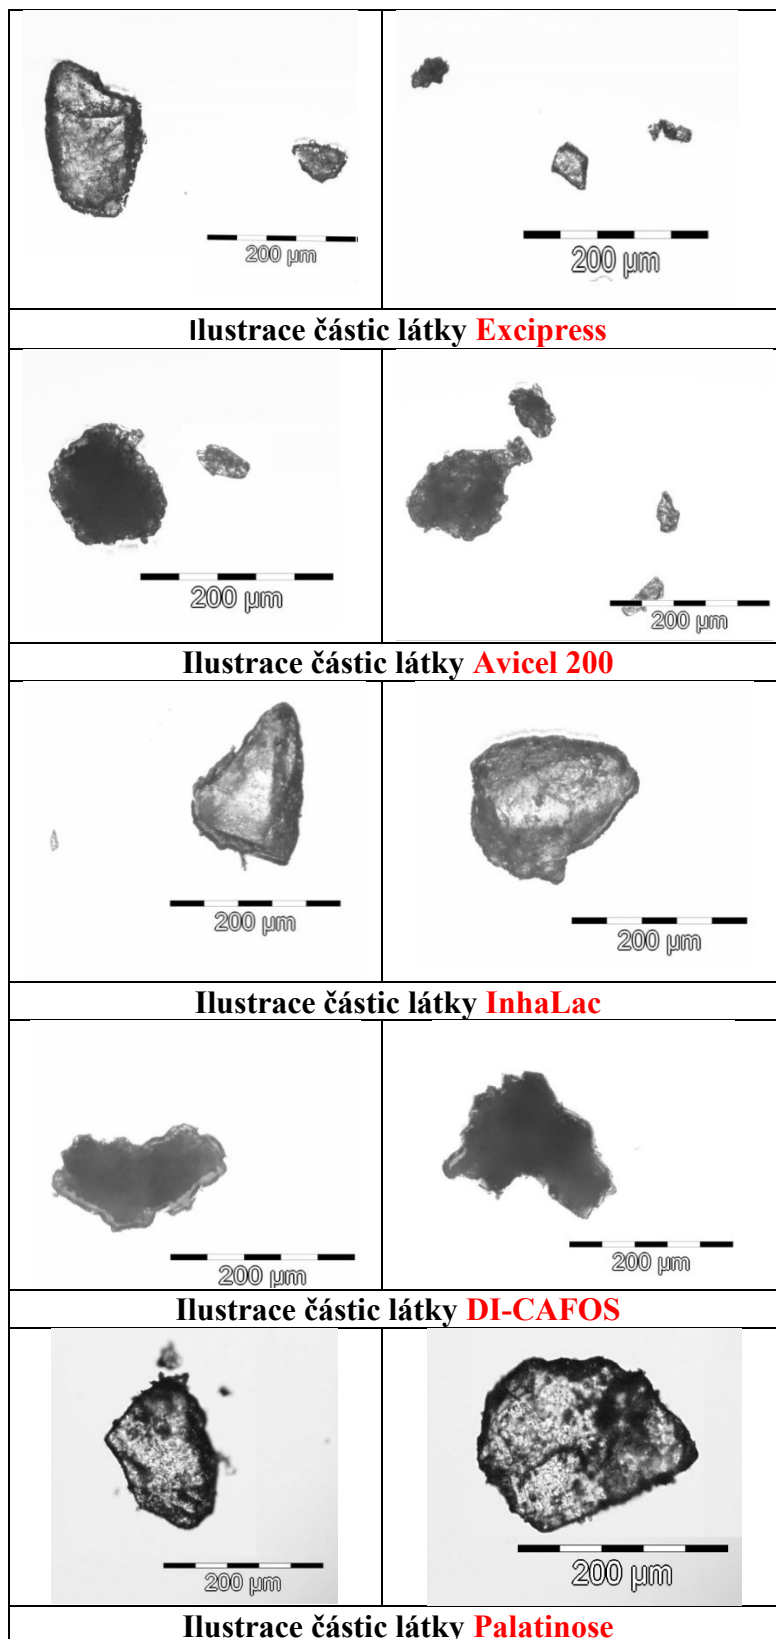 200 µm
200 µm
Ilustrace částic látky Excipress
200 µm
200 µm
Ilustrace částic látky Avicel 200
200 µm
200 µm
Ilustrace částic látky InhaLac
200 µm
200 µm
Ilustrace částic látky DI-CAFOS
200 µm
200 µm
Ilustrace částic látky Palatinose